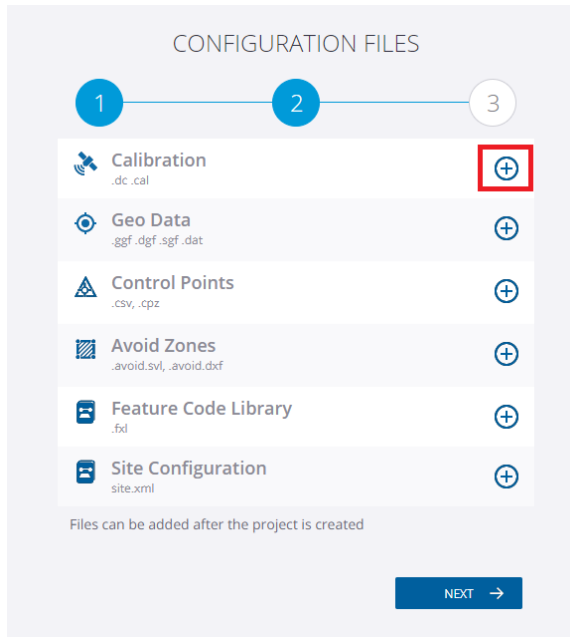 CONFIGURATION FILES
1 2 3
Calibration
.dc .cal
Geo Data
.ggf .dgf .sgf .dat
Control Points
.csv, .cpz
Avoid Zones
.avoid.svl, .avoid.dxf
Feature Code Library
.fxl
Site Configuration
site.xml
Files can be added after the project is created
NEXT